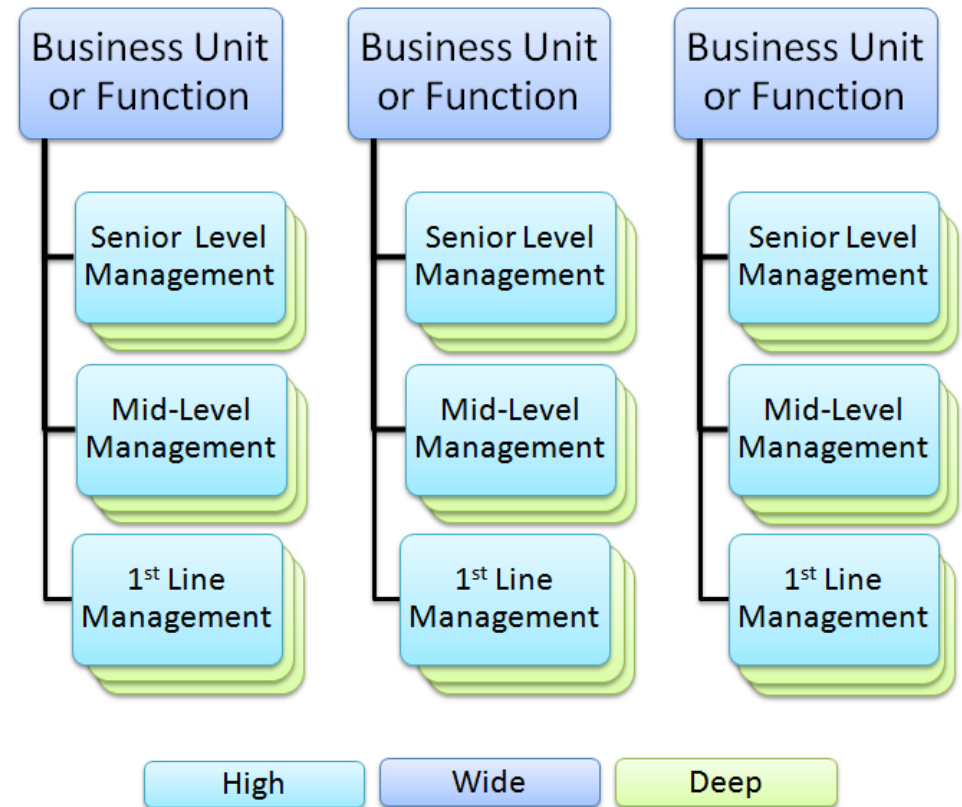 Business Unit
or Function
Senior Level
Management
Mid-Level
Management
1st Line
Management
Business Unit
or Function
Senior Level
Management
Mid-Level
Management
1st Line
Management
Business Unit
or Function
Senior Level
Management
Mid-Level
Management
1st Line
Management
High
Wide
Deep